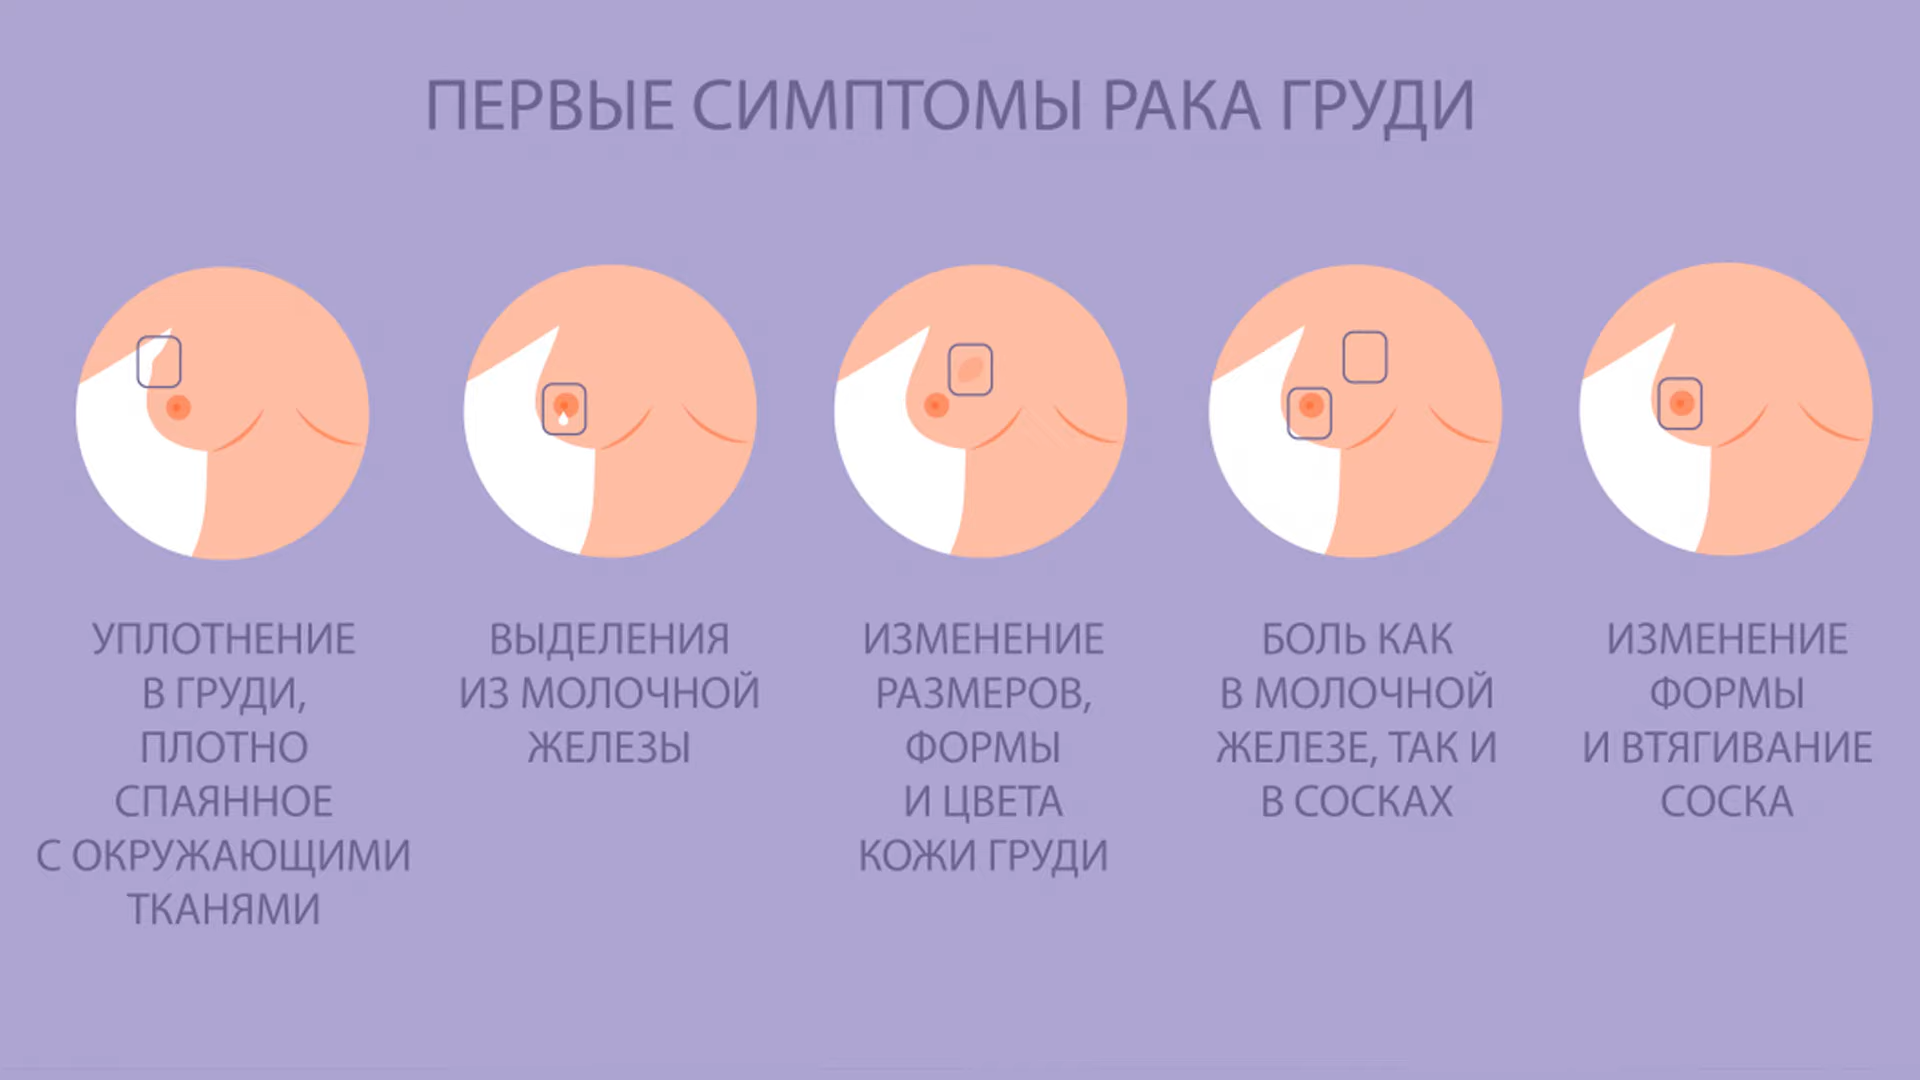 ПЕРВЫЕ СИМПТОМЫ РАКА ГРУДИ
УПЛОТНЕНИЕ
В ГРУДИ,
ПЛОТНО
СПАЯННОЕ
С ОКРУЖАЮЩИМИ
ТКАНЯМИ
ВЫДЕЛЕНИЯ
ИЗ МОЛОЧНОЙ
ЖЕЛЕЗЫ
ИЗМЕНЕНИЕ
РАЗМЕРОВ,
ФОРМЫ
И ЦВЕТА
КОЖИ ГРУДИ
БОЛЬ КАК
В МОЛОЧНОЙ
ЖЕЛЕЗЕ, ТАК И
В СОСКАХ
ИЗМЕНЕНИЕ
ФОРМЫ
И ВТЯГИВАНИЕ
СОСКА